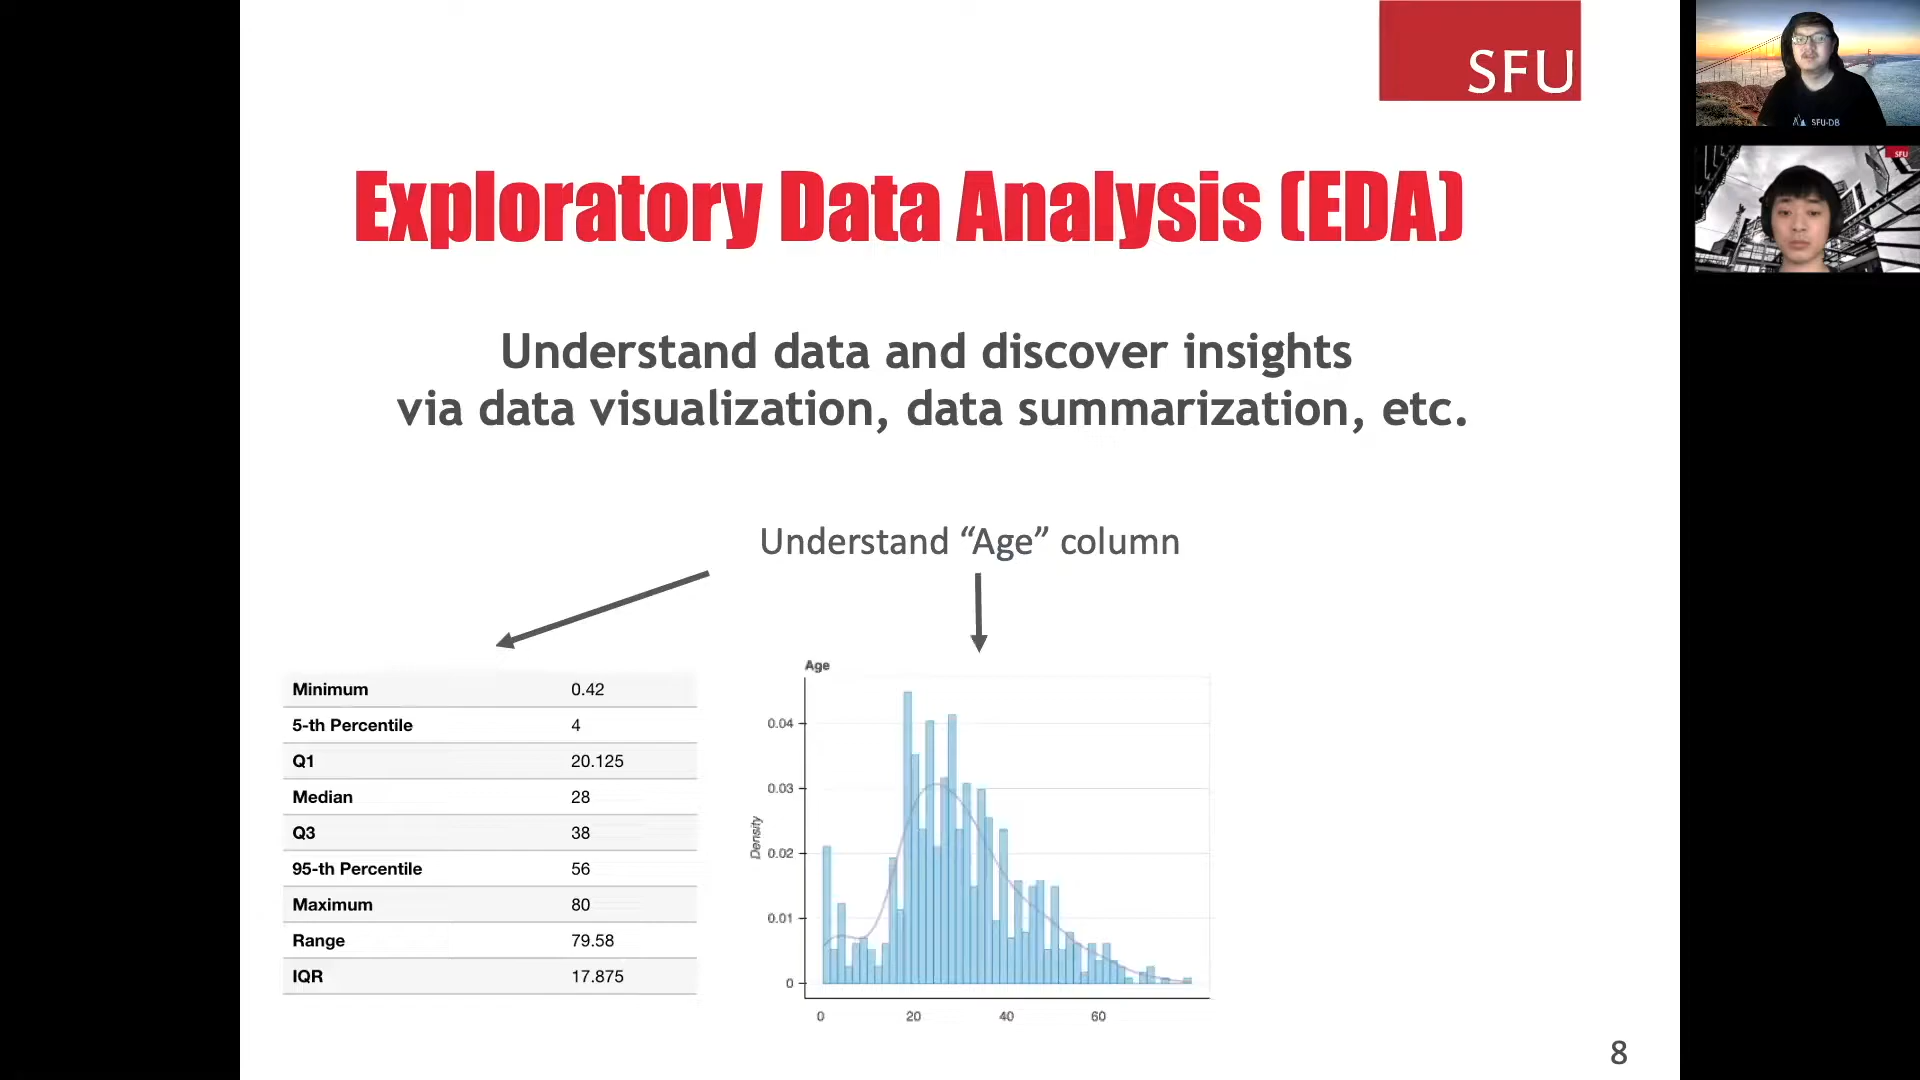 SFU
Exploratory Data Analysis (EDA)
Understand data and discover insights
via data visualization, data summarization, etc.
Understand “Age” column
Minimum 0.42
5-th Percentile 4
Q1 20.125
Median 28
Q3 38
95-th Percentile 56
Maximum 80
Range 79.58
IQR 17.875
Age
Density
0.04
0.03
0.02
0.01
0
0 20 40 60
8
SFU-DB
SFU